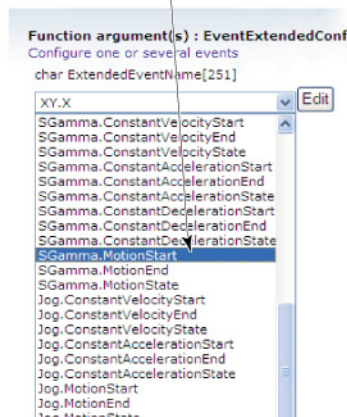 Function argument(s) : EventExtendedConf
Configure one or several events
char ExtendedEventName[251]
XY.X
Edit
SGamma.ConstantVelocityStart
SGamma.ConstantVelocityEnd
SGamma.ConstantVelocityState
SGamma.ConstantAccelerationStart
SGamma.ConstantAccelerationEnd
SGamma.ConstantAccelerationState
SGamma.ConstantDecelerationStart
SGamma.ConstantDecelerationEnd
SGamma.ConstantDecelerationState
SGamma.MotionStart
SGamma.MotionEnd
SGamma.MotionState
Jog.ConstantVelocityStart
Jog.ConstantVelocityEnd
Jog.ConstantVelocityState
Jog.ConstantAccelerationStart
Jog.ConstantAccelerationEnd
Jog.ConstantAccelerationState
Jog.MotionStart
Jog.MotionEnd
Jog.MotionState